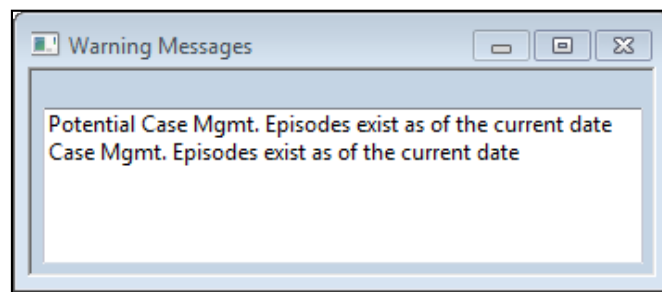 Warning Messages
Potential Case Mgmt. Episodes exist as of the current date
Case Mgmt. Episodes exist as of the current date